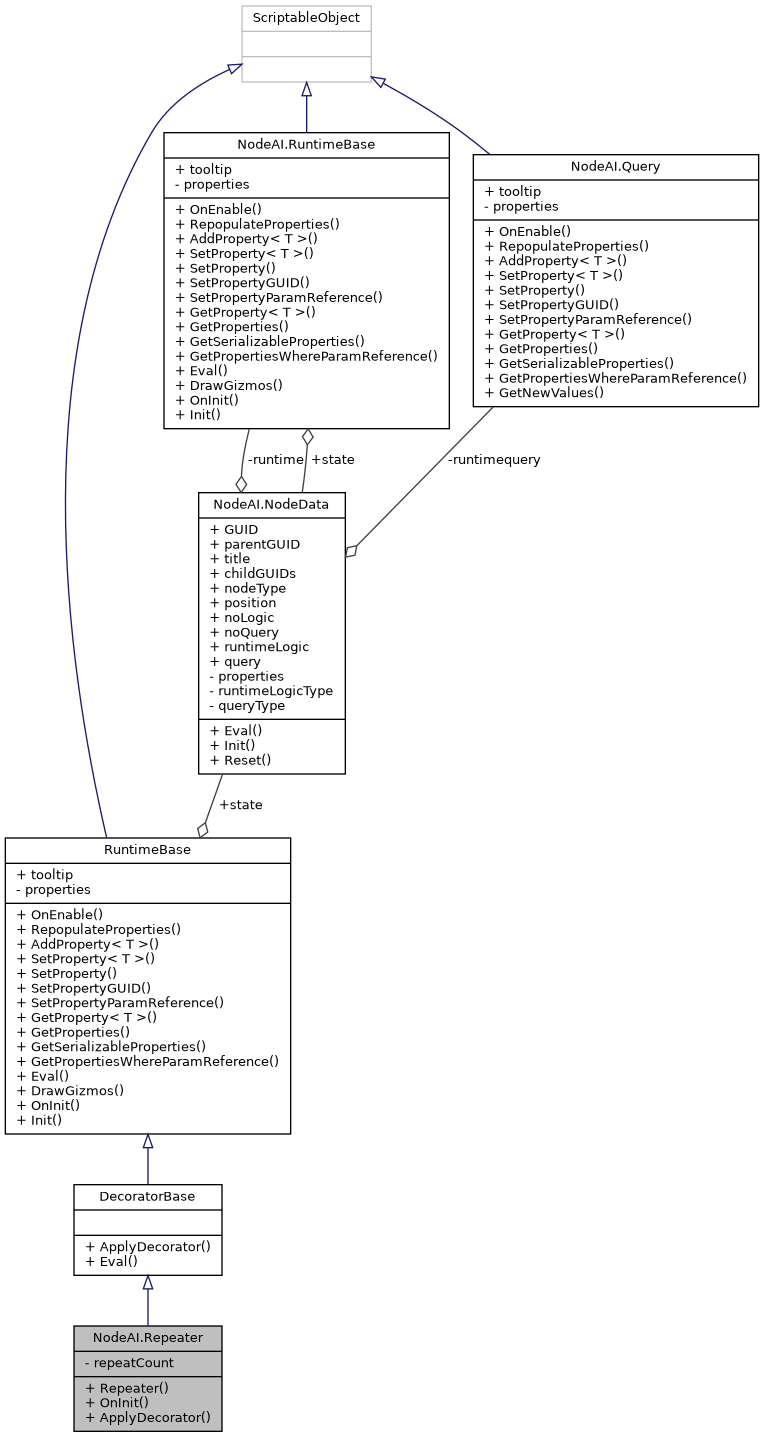 ScriptableObject
NodeAI.RuntimeBase
+ tooltip
- properties
+ OnEnable()
+ RepopulateProperties()
+ AddProperty< T >()
+ SetProperty< T >()
+ SetProperty()
+ SetPropertyGUID()
+ SetPropertyParamReference()
+ GetProperty< T >()
+ GetProperties()
+ GetSerializableProperties()
+ GetPropertiesWhereParamReference()
+ Eval()
+ DrawGizmos()
+ OnInit()
+ Init()
NodeAI.Query
+ tooltip
- properties
+ OnEnable()
+ RepopulateProperties()
+ AddProperty< T >()
+ SetProperty< T >()
+ SetProperty()
+ SetPropertyGUID()
+ SetPropertyParamReference()
+ GetProperty< T >()
+ GetProperties()
+ GetSerializableProperties()
+ GetPropertiesWhereParamReference()
+ GetNewValues()
-runtime
+state
-runtimequery
NodeAI.NodeData
+ GUID
+ parentGUID
+ title
+ childGUIDs
+ nodeType
+ position
+ noLogic
+ noQuery
+ runtimeLogic
+ query
- properties
- runtimeLogicType
- queryType
+ Eval()
+ Init()
+ Reset()
+state
RuntimeBase
+ tooltip
- properties
+ OnEnable()
+ RepopulateProperties()
+ AddProperty< T >()
+ SetProperty< T >()
+ SetProperty()
+ SetPropertyGUID()
+ SetPropertyParamReference()
+ GetProperty< T >()
+ GetProperties()
+ GetSerializableProperties()
+ GetPropertiesWhereParamReference()
+ Eval()
+ DrawGizmos()
+ OnInit()
+ Init()
DecoratorBase
+ ApplyDecorator()
+ Eval()
NodeAI.Repeater
- repeatCount
+ Repeater()
+ OnInit()
+ ApplyDecorator()